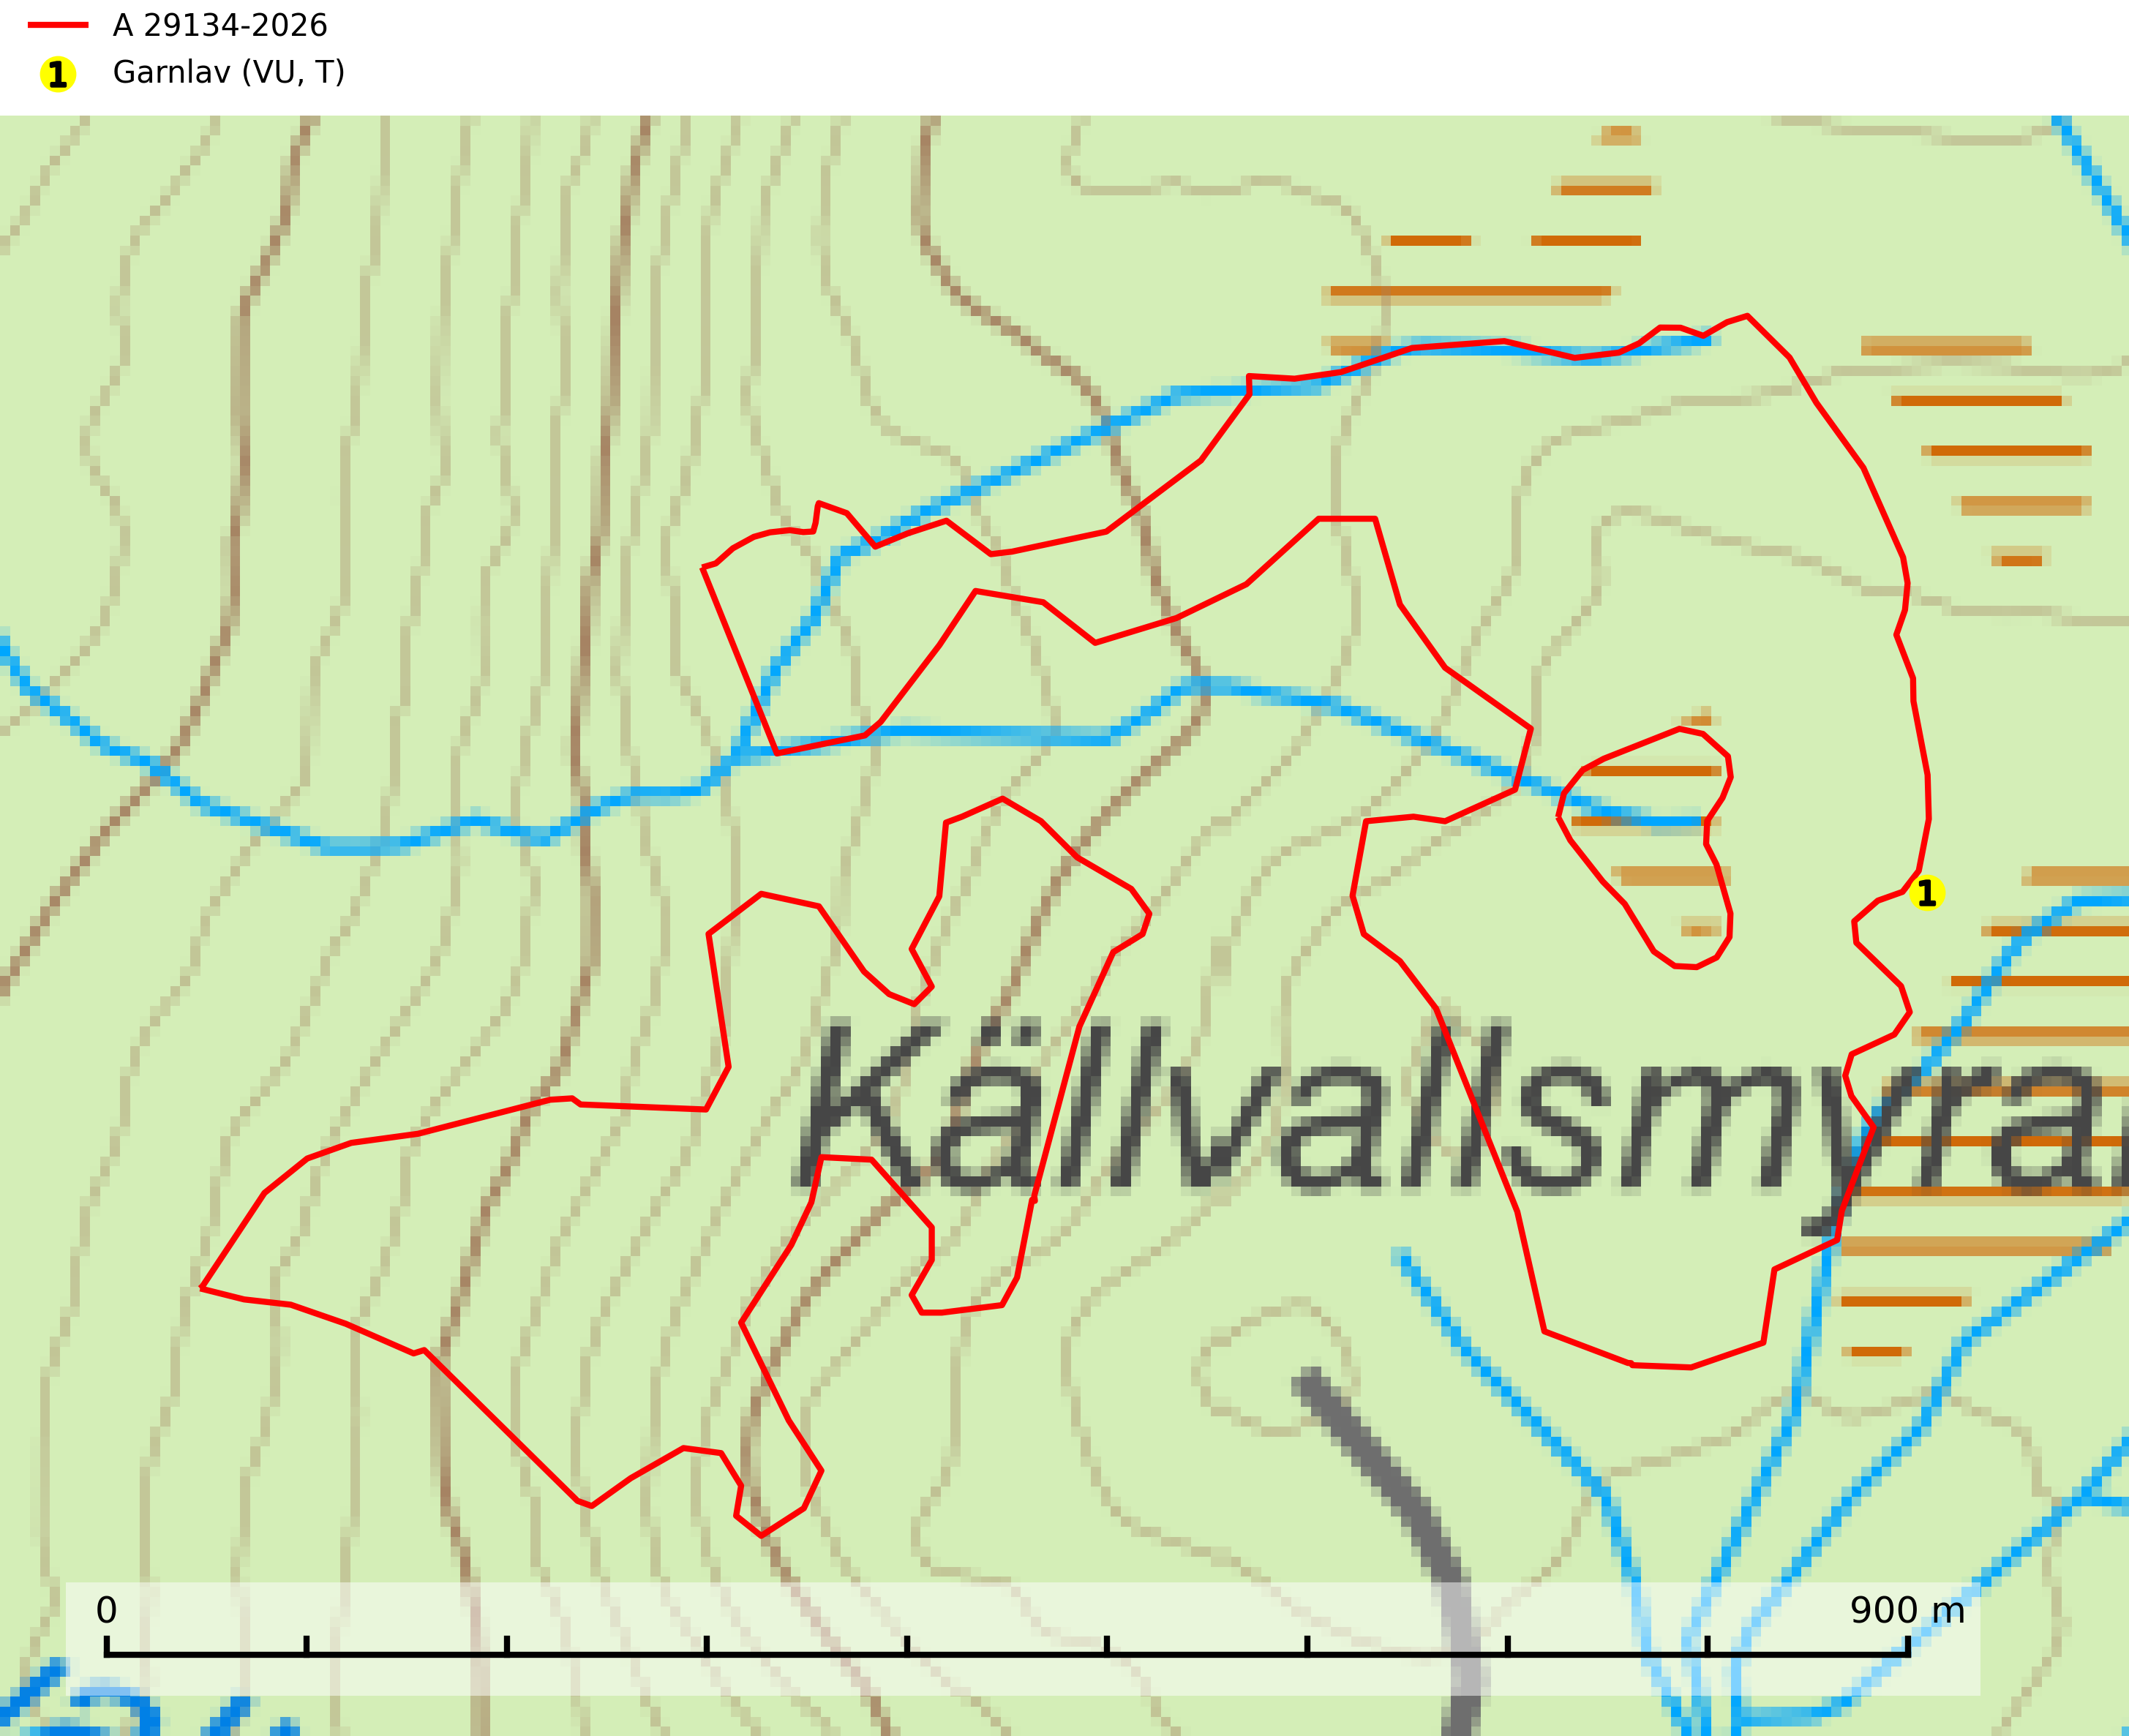 A 29134-2026
1 Garnlav (VU, T)
1
Källvallsmyra
0 900 m